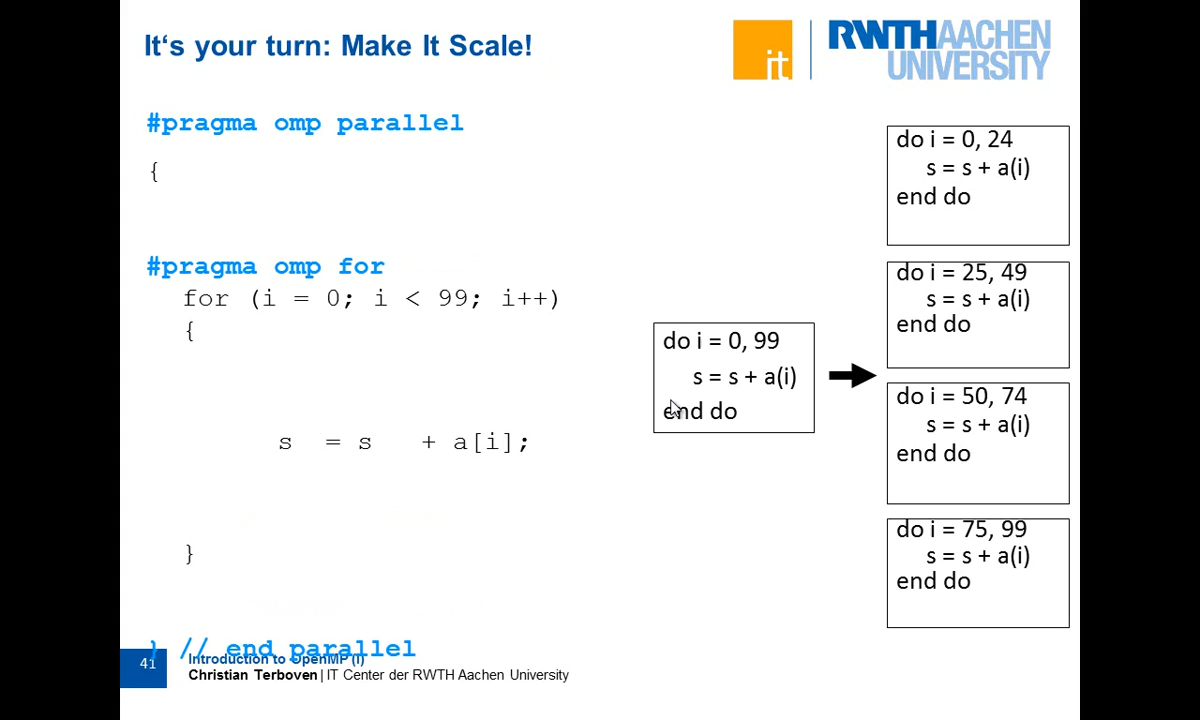 It‘s your turn: Make It Scale!
it
RWTHAACHEN
UNIVERSITY
#pragma omp parallel
{
#pragma omp for
for (i = 0; i < 99; i++)
{
s = s + a[i];
}
} // end parallel
do i = 0, 99
s = s + a(i)
end do
do i = 0, 24
s = s + a(i)
end do
do i = 25, 49
s = s + a(i)
end do
do i = 50, 74
s = s + a(i)
end do
do i = 75, 99
s = s + a(i)
end do
41
Introduction to OpenMP (I)
Christian Terboven | IT Center der RWTH Aachen University